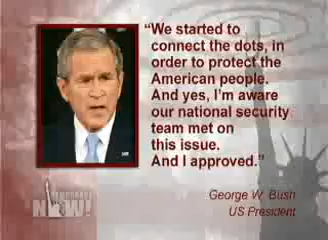 “We started to
connect the dots, in
order to protect the
American people.
And yes, I’m aware
our national security
team met on
this issue.
And I approved.”
George W. Bush
US President
DEMOCRACY
NOW!